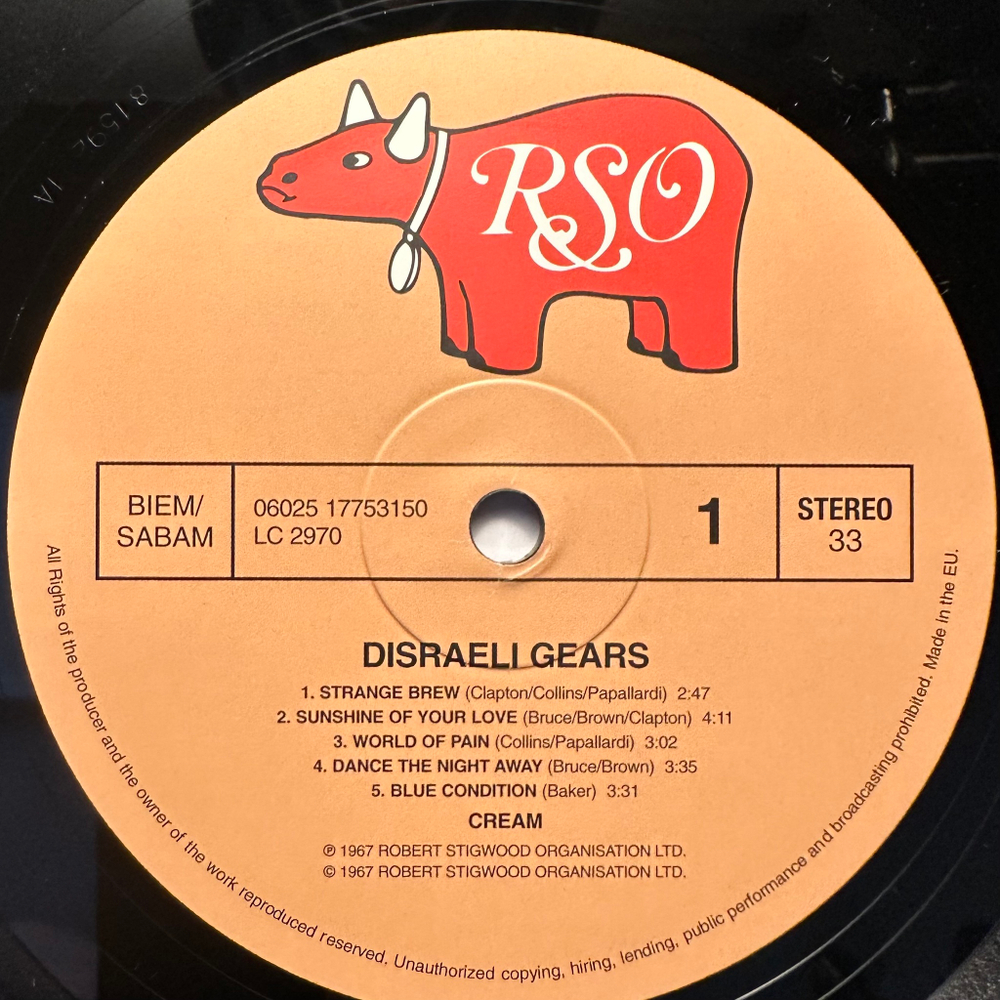 RSO
BIEM/
SABAM
06025 17753150
LC 2970
1
STEREO
33
DISRAELI GEARS
1. STRANGE BREW (Clapton/Collins/Papallardi) 2:47
2. SUNSHINE OF YOUR LOVE (Bruce/Brown/Clapton) 4:11
3. WORLD OF PAIN (Collins/Papallardi) 3:02
4. DANCE THE NIGHT AWAY (Bruce/Brown) 3:35
5. BLUE CONDITION (Baker) 3:31
CREAM
℗ 1967 ROBERT STIGWOOD ORGANISATION LTD.
© 1967 ROBERT STIGWOOD ORGANISATION LTD.
All Rights of the producer and the owner of the work reproduced reserved. Unauthorized copying, hiring, lending, public performance and broadcasting prohibited. Made in the EU.